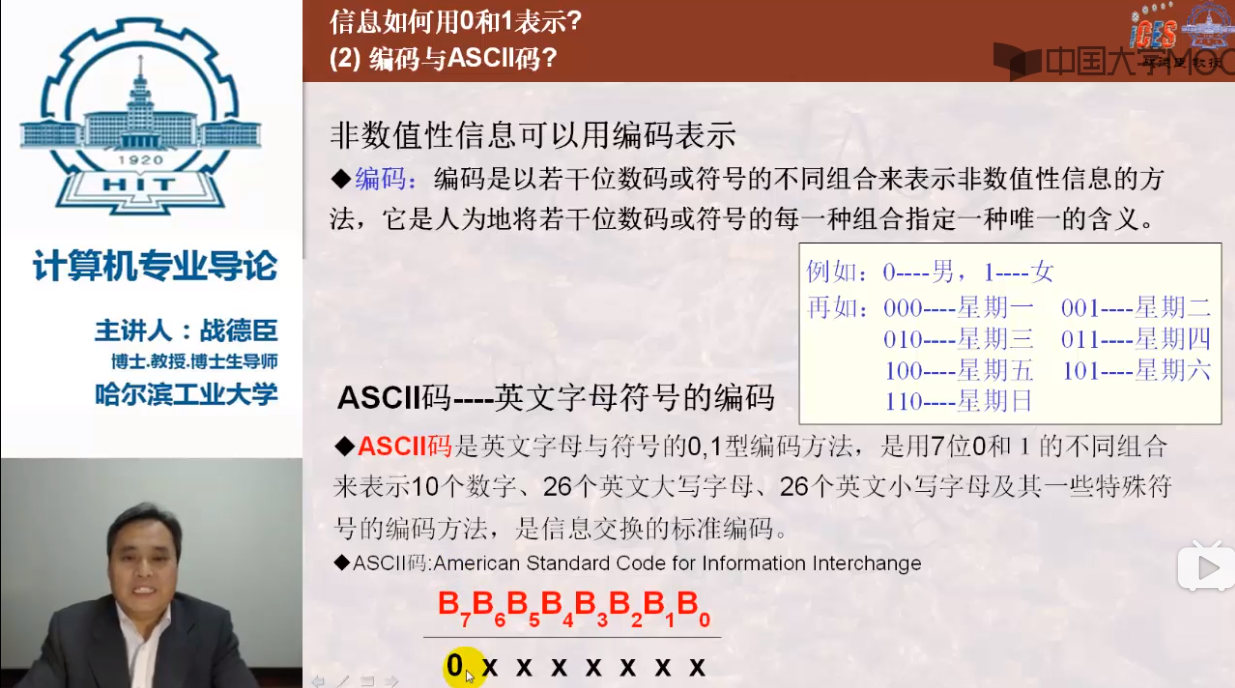 1920
HIT
计算机专业导论
主讲人：战德臣
博士.教授.博士生导师
哈尔滨工业大学
信息如何用0和1表示?
(2) 编码与ASCII码?
iCES
中国大学MOO
非数值性信息可以用编码表示
◆编码：编码是以若干位数码或符号的不同组合来表示非数值性信息的方
法，它是人为地将若干位数码或符号的每一种组合指定一种唯一的含义。
例如：0----男，1----女
再如：000----星期一 001----星期二
010----星期三 011----星期四
100----星期五 101----星期六
110----星期日
ASCII码----英文字母符号的编码
◆ASCII码是英文字母与符号的0,1型编码方法，是用7位0和１的不同组合
来表示10个数字、26个英文大写字母、26个英文小写字母及其一些特殊符
号的编码方法，是信息交换的标准编码。
◆ASCII码:American Standard Code for Information Interchange
B7B6B5B4B3B2B1B0
0 x x x x x x x